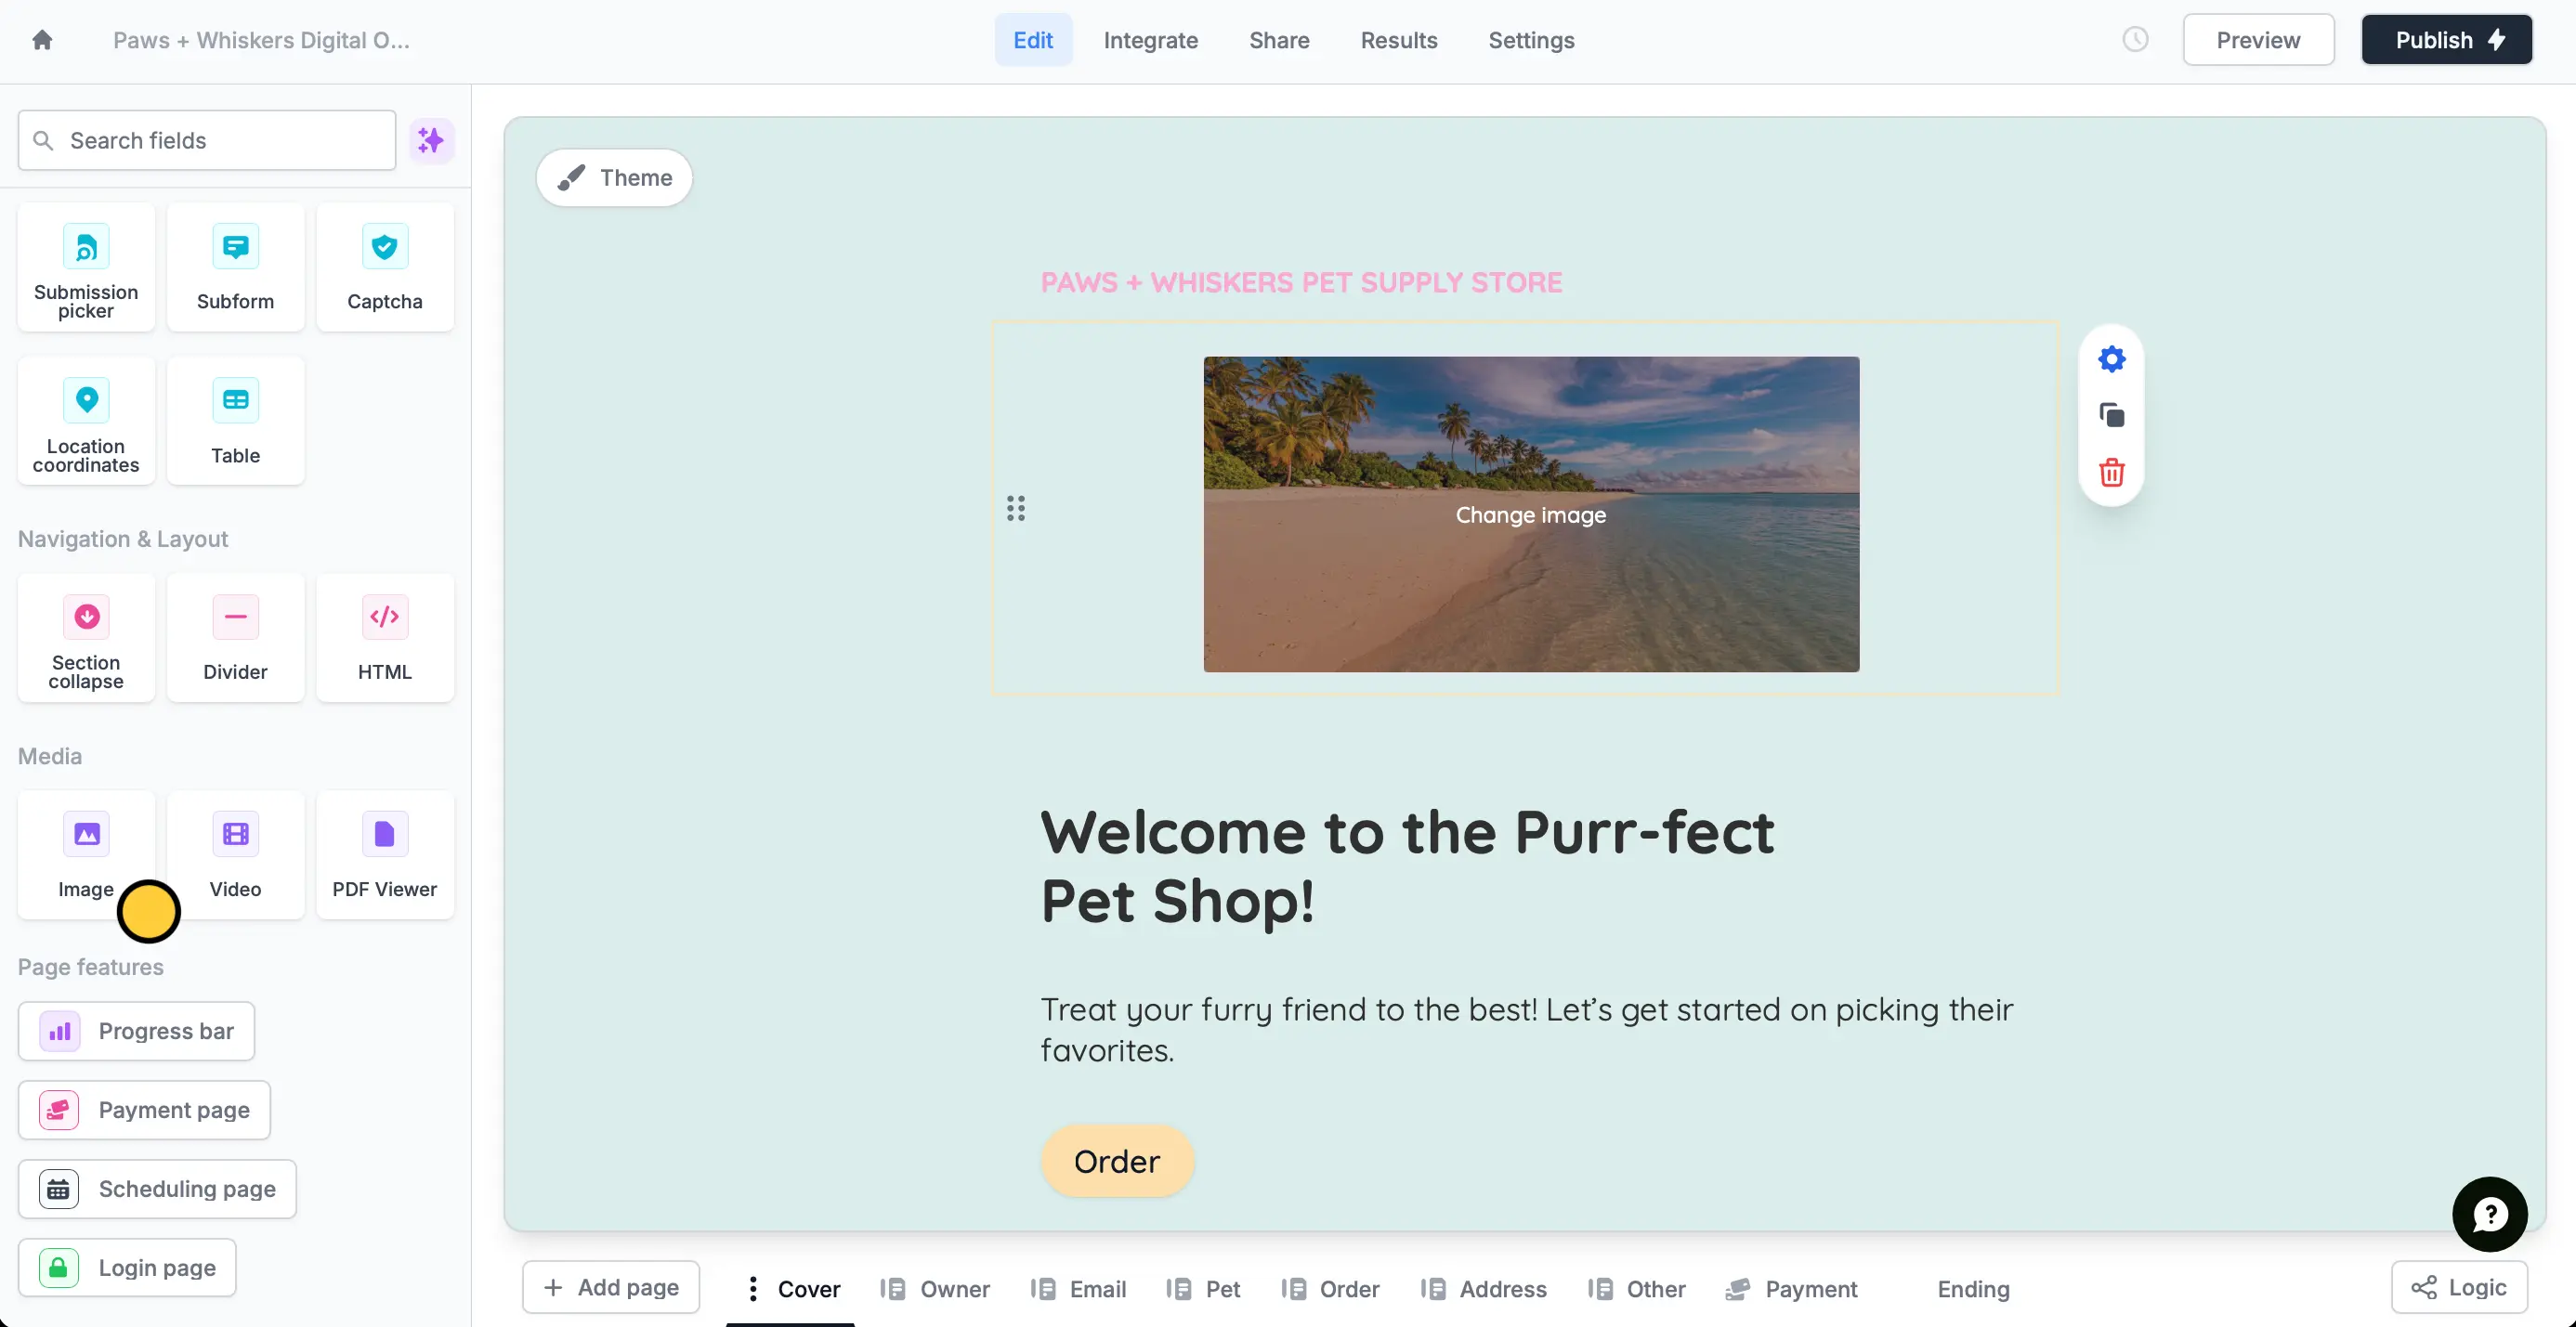 Paws + Whiskers Digital O...
Edit
Integrate
Share
Results
Settings
Preview
Publish
Search fields
Submission
picker
Subform
Captcha
Location
coordinates
Table
Navigation & Layout
Section
collapse
Divider
HTML
Media
Image
Video
PDF Viewer
Page features
Progress bar
Payment page
Scheduling page
Login page
Theme
PAWS + WHISKERS PET SUPPLY STORE
Change image
Welcome to the Purr-fect
Pet Shop!
Treat your furry friend to the best! Let’s get started on picking their
favorites.
Order
Add page
Cover
Owner
Email
Pet
Order
Address
Other
Payment
Ending
Logic